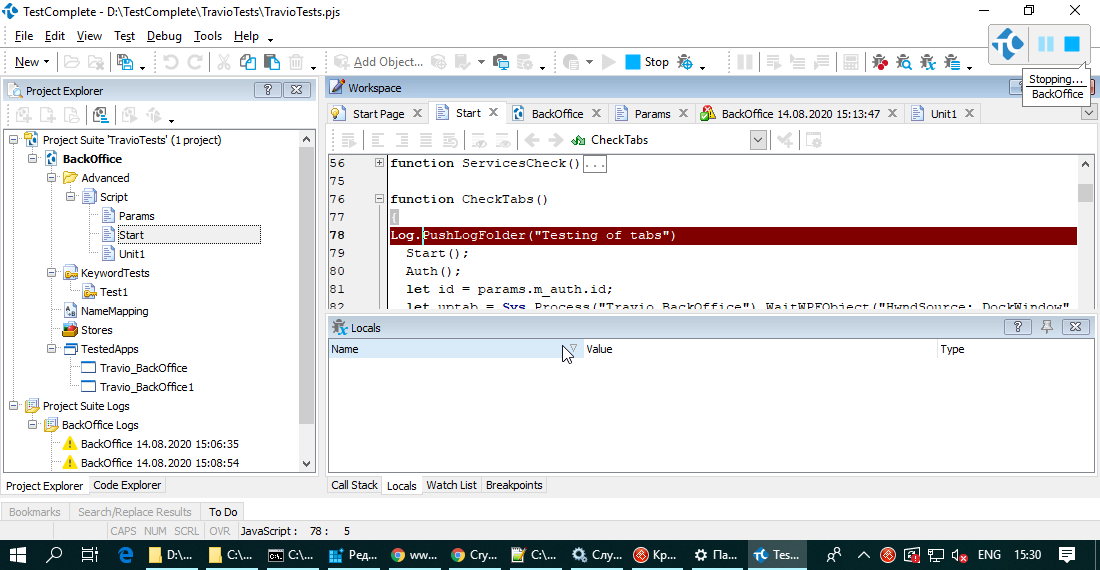 TestComplete - D:\TestComplete\TravioTests\TravioTests.pjs
File Edit View Test Debug Tools Help
New Add Object... Stop
Stopping...
BackOffice
Project Explorer
Project Suite 'TravioTests' (1 project)
BackOffice
Advanced
Script
Params
Start
Unit1
KeywordTests
Test1
NameMapping
Stores
TestedApps
Travio_BackOffice
Travio_BackOffice1
Project Suite Logs
BackOffice Logs
BackOffice 14.08.2020 15:06:35
BackOffice 14.08.2020 15:08:54
Project Explorer Code Explorer
Workspace
Start Page Start BackOffice Params BackOffice 14.08.2020 15:13:47 Unit1
CheckTabs
56 function ServicesCheck() ...
75
76 function CheckTabs()
77 {
78 Log.PushLogFolder("Testing of tabs")
79 Start();
80 Auth();
81 let id = params.m_auth.id;
82 let uptab = Sys.Process("Travio_BackOffice").WaitWPFObject("HwndSource: DockWindow"
Locals
Name Value Type
Call Stack Locals Watch List Breakpoints
Bookmarks Search/Replace Results To Do
CAPS NUM SCRL OVR JavaScript : 78 : 5
D:\... C:\... C:\... Ред... ww... Cry... C:\... Слу... Кр... Па... Tes... ENG 15:30